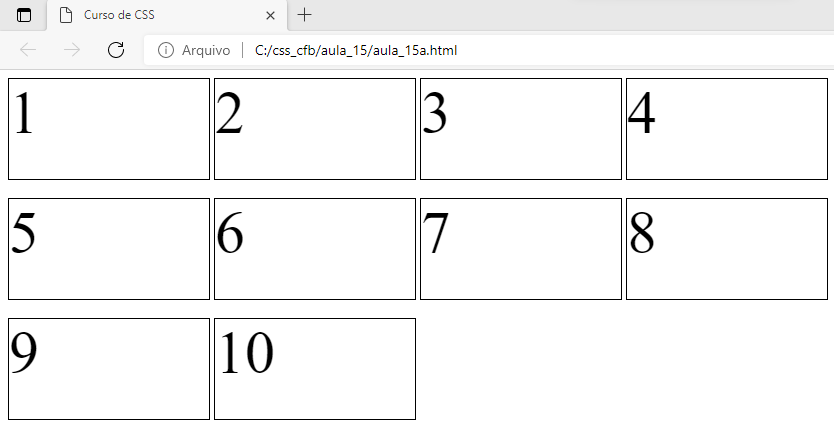 Curso de CSS
Arquivo C:/css_cfb/aula_15/aula_15a.html
1 2 3 4
5 6 7 8
9 10